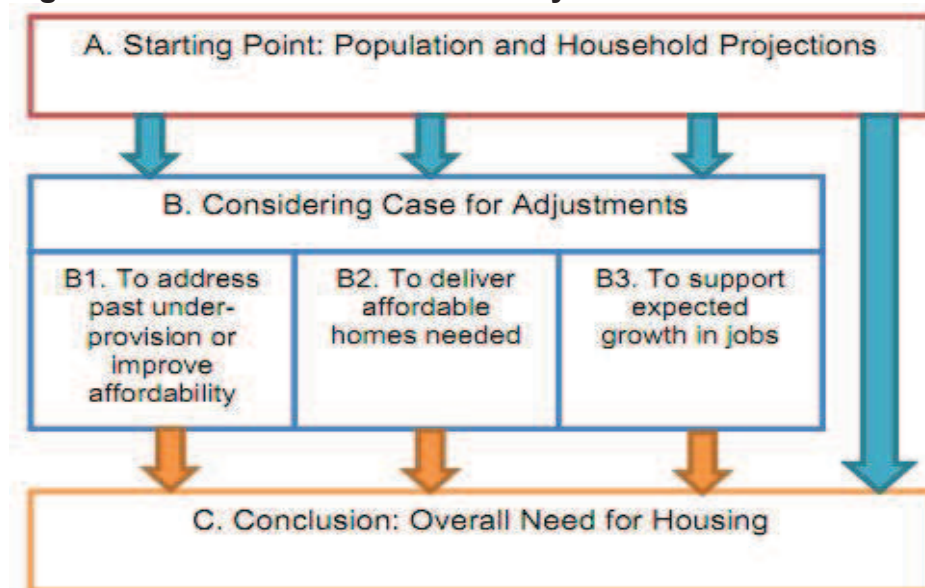 A. Starting Point: Population and Household Projections
B. Considering Case for Adjustments
B1. To address
past under-
provision or
improve
affordability
B2. To deliver
affordable
homes needed
B3. To support
expected
growth in jobs
C. Conclusion: Overall Need for Housing